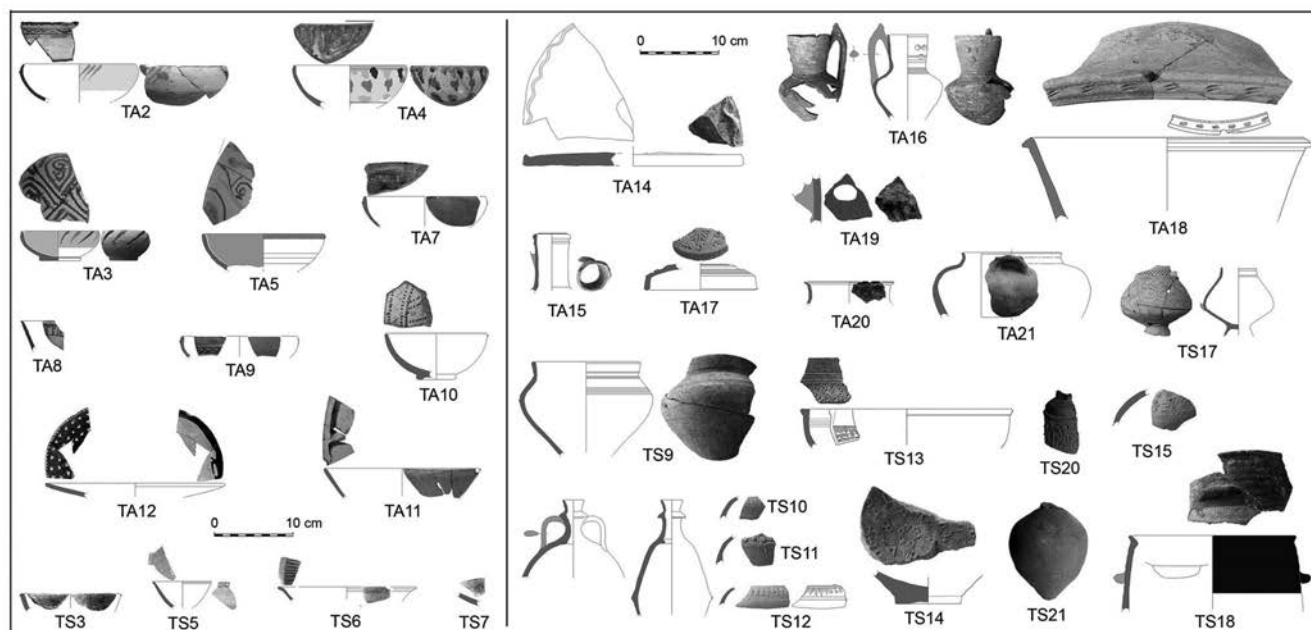 TA2
TA4
TA3
TA5
TA7
TA8
TA9
TA10
TA12
TA11
0 10 cm
TS3
TS5
TS6
TS7
0 10 cm
TA14
TA16
TA18
TA15
TA17
TA19
TA20
TA21
TS17
TS9
TS13
TS20
TS15
TS10
TS11
TS12
TS14
TS21
TS18